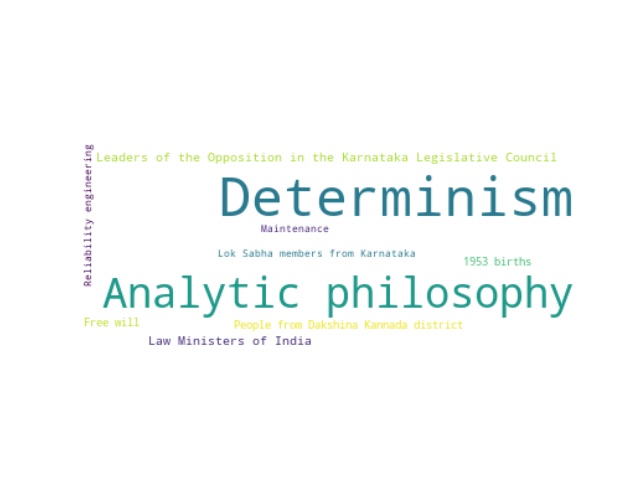 Reliability engineering
Leaders of the Opposition in the Karnataka Legislative Council
Determinism
Maintenance
Lok Sabha members from Karnataka
1953 births
Analytic philosophy
Free will
People from Dakshina Kannada district
Law Ministers of India